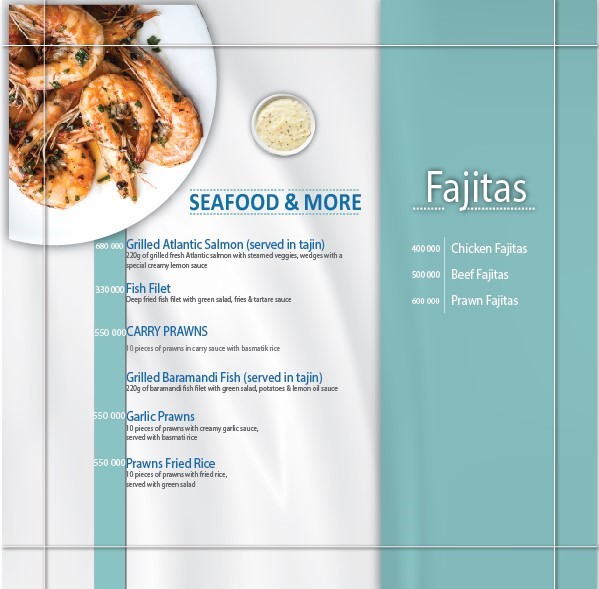 SEAFOOD & MORE
680 000 Grilled Atlantic Salmon (served in tajin)
220g of grilled fresh Atlantic salmon with steamed veggies, wedges with a
special creamy lemon sauce
330 000 Fish Filet
Deep fried fish filet with green salad, fries & tartare sauce
550 000 CARRY PRAWNS
10 pieces of prawns in carry sauce with basmatik rice
Grilled Baramandi Fish (served in tajin)
220g of baramandi fish filet with green salad, potatoes & lemon oil sauce
550 000 Garlic Prawns
10 pieces of prawns with creamy garlic sauce,
served with basmati rice
550 000 Prawns Fried Rice
10 pieces of prawns with fried rice,
served with green salad
Fajitas
400 000 Chicken Fajitas
500 000 Beef Fajitas
600 000 Prawn Fajitas